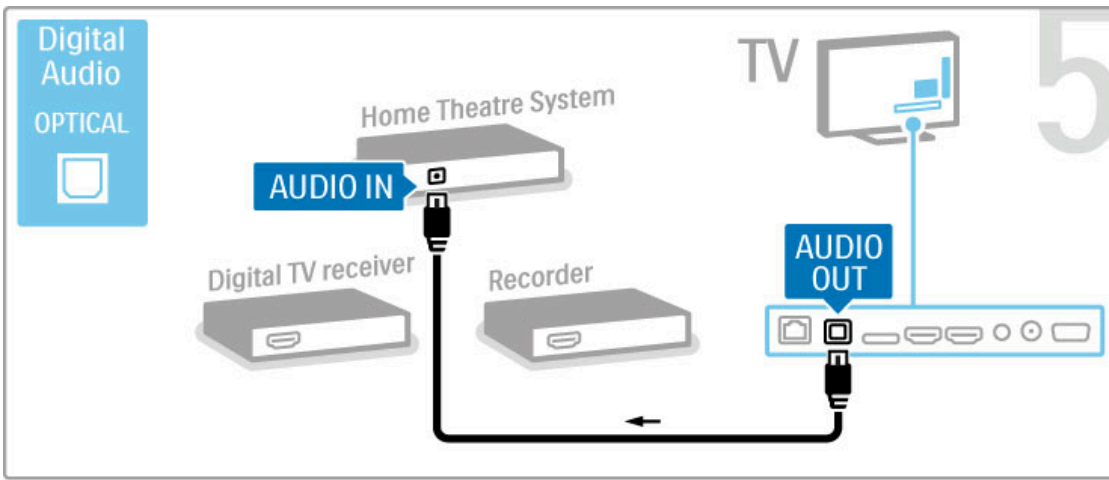 Digital
Audio
OPTICAL
Home Theatre System
AUDIO IN
Digital TV receiver
Recorder
TV
5
AUDIO
OUT